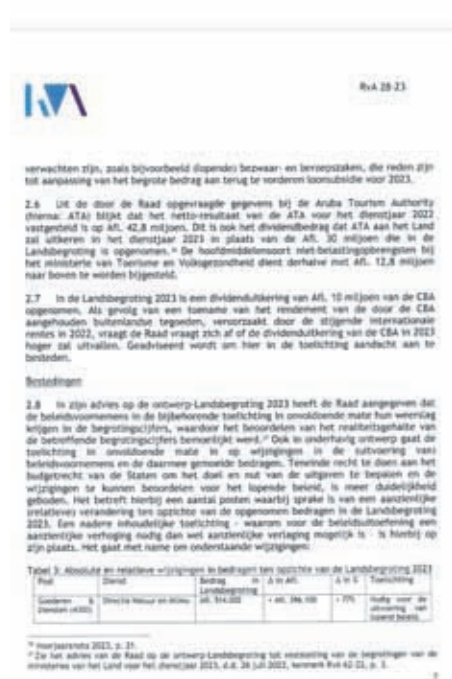 RvA
RvA 28-23
verwachten zijn, zoals bijvoorbeeld (lopende) bezwaar- en beroepszaken, die reden zijn
tot aanpassing van het begrote bedrag aan terug te vorderen loonsubsidie voor 2023.
2.6 Uit de door de Raad opgevraagde gegevens bij de Aruba Tourism Authority
(hierna: ATA) blijkt dat het netto-resultaat van de ATA voor het dienstjaar 2022
vastgesteld is op Afl. 42,8 miljoen. Dit is ook het dividendbedrag dat ATA aan het Land
zal uitkeren in het dienstjaar 2023 in plaats van de Afl. 30 miljoen die in de
Landsbegroting is opgenomen. De hoofdmiddelensoort niet-belastingopbrengsten bij
het ministerie van Toerisme en Volksgezondheid dient derhalve met Afl. 12,8 miljoen
naar boven te worden bijgesteld.
2.7 In de Landsbegroting 2023 is een dividenduitkering van Afl. 10 miljoen van de CBA
opgenomen. Als gevolg van een toename van het rendement van de door de CBA
aangehouden buitenlandse tegoeden, veroorzaakt door de stijgende internationale
rentes in 2022, vraagt de Raad vraagt zich af of de dividenduitkering van de CBA in 2023
hoger zal uitvallen. Geadviseerd wordt om hier in de toelichting aandacht aan te
besteden.
Bestedingen
2.8 In zijn advies op de ontwerp-Landsbegroting 2023 heeft de Raad aangegeven dat
de beleidsvoornemens in de bijbehorende toelichting in onvoldoende mate hun weerslag
krijgen in de begrotingscijfers, waardoor het beoordelen van het realiteitsgehalte van
de betreffende begrotingscijfers bemoeilijkt werd. Ook in onderhavig ontwerp gaat de
toelichting in onvoldoende mate in op wijzigingen in de (uitvoering van)
beleidsvoornemens en de daarmee gemoeide bedragen. Teneinde recht te doen aan het
budgetrecht van de Staten om het doel en nut van de uitgaven te bepalen en de
wijzigingen te kunnen beoordelen voor het lopende beleid, is meer duidelijkheid
geboden. Het betreft hierbij een aantal posten waarbij sprake is van een aanzienlijke
(relatieve) verandering ten opzichte van de opgenomen bedragen in de Landsbegroting
2023. Een nadere inhoudelijke toelichting - waarom voor de beleidsuitoefening een
aanzienlijke verhoging nodig dan wel aanzienlijke verlaging mogelijk is - is hierbij op
zijn plaats. Het gaat met name om onderstaande wijzigingen:
Tabel 3: Absolute en relatieve wijzigingen in bedragen ten opzichte van de Landsbegroting 2023
Post Dienst Bedrag in Landsbegroting Δ in Afl. Δ in % Toelichting
Goederen & Diensten Directie Natuur en Milieu Nodig voor de uitvoering van lopend beleid.
Voorjaarsnota 2023, p. 31.
Zie het advies van de Raad op de ontwerp-Landsbegroting tot vaststelling van de begrotingen van de
ministeries van het Land voor het dienstjaar 2023, d.d. 26 juli 2022, kenmerk RvA 62-22, p. 3.